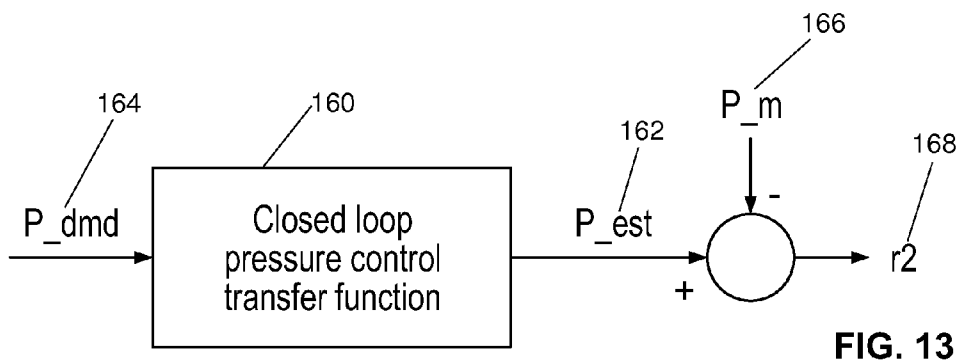 166
164
160
P_m
162
168
P_dmd
Closed loop
pressure control
transfer function
P_est
-
+
r2
FIG. 13